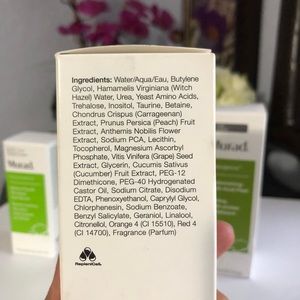 Ingredients: Water/Aqua/Eau, Butylene
Glycol, Hamamelis Virginiana (Witch
Hazel) Water, Urea, Yeast Amino Acids,
Trehalose, Inositol, Taurine, Betaine,
Chondrus Crispus (Carrageenan)
Extract, Prunus Persica (Peach) Fruit
Extract, Anthemis Nobilis Flower
Extract, Sodium PCA, Lecithin,
Tocopherol, Magnesium Ascorbyl
Phosphate, Vitis Vinifera (Grape) Seed
Extract, Glycerin, Cucumis Sativus
(Cucumber) Fruit Extract, PEG-12
Dimethicone, PEG-40 Hydrogenated
Castor Oil, Sodium Citrate, Disodium
EDTA, Phenoxyethanol, Caprylyl Glycol,
Chlorphenesin, Sodium Benzoate,
Benzyl Salicylate, Geraniol, Linalool,
Citronellol, Orange 4 (CI 15510), Red 4
(CI 14700), Fragrance (Parfum)
RepleniCell
Murad
Murad